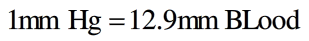 1mm Hg = 12.9mm BLood